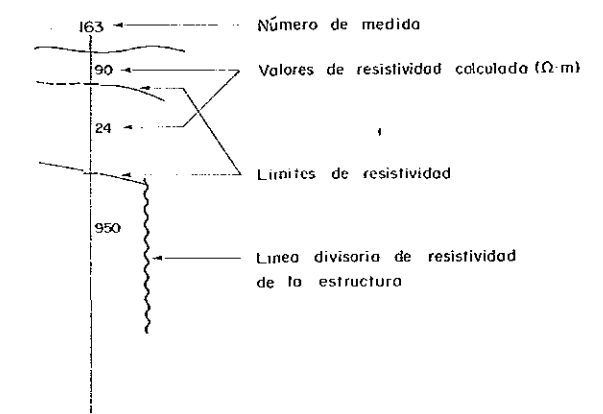 163
Número de medida
90
Valores de resistividad calculada (Ω·m)
24
Limites de resistividad
950
Linea divisoria de resistividad
de la estructura